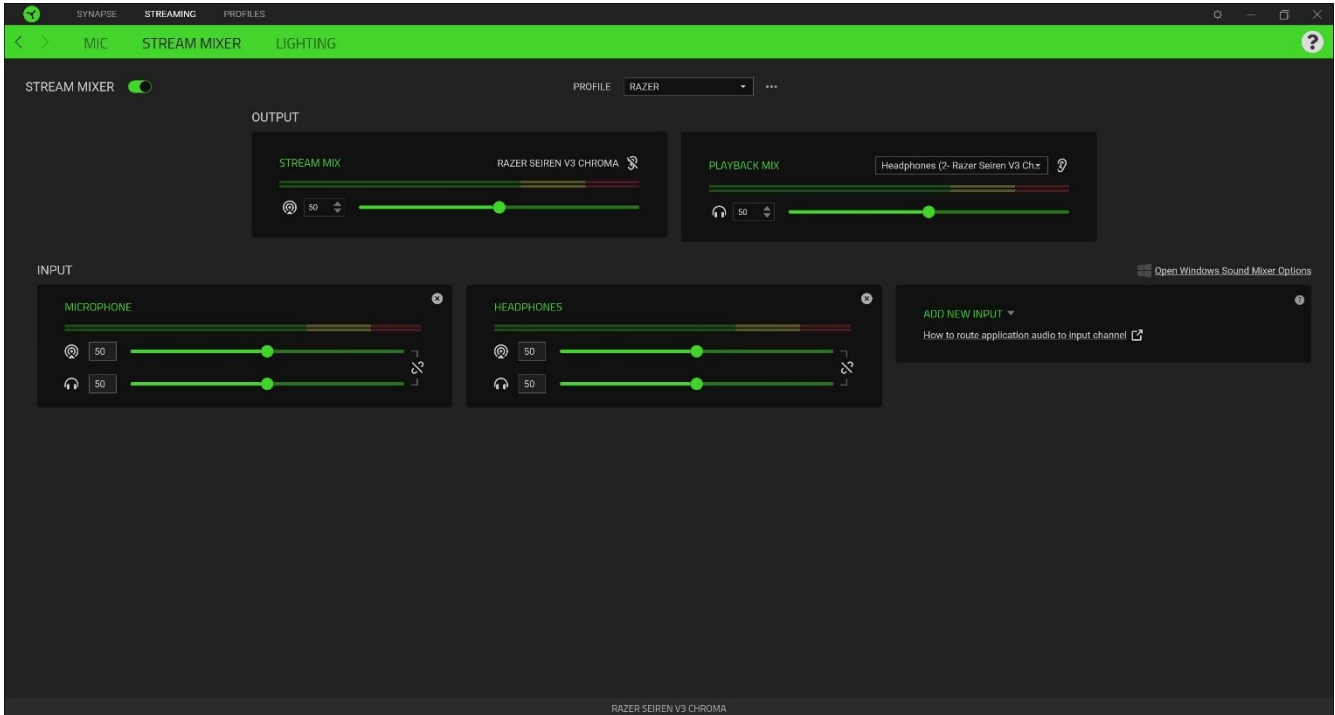 SYNAPSE STREAMING PROFILES
MIC STREAM MIXER LIGHTING ?
STREAM MIXER PROFILE RAZER
OUTPUT
STREAM MIX RAZER SEIREN V3 CHROMA
PLAYBACK MIX Headphones (2- Razer Seiren V3 Ch..
50
50
INPUT
Open Windows Sound Mixer Options
MICROPHONE
50
50
HEADPHONES
50
50
ADD NEW INPUT ?
How to route application audio to input channel
RAZER SEIREN V3 CHROMA